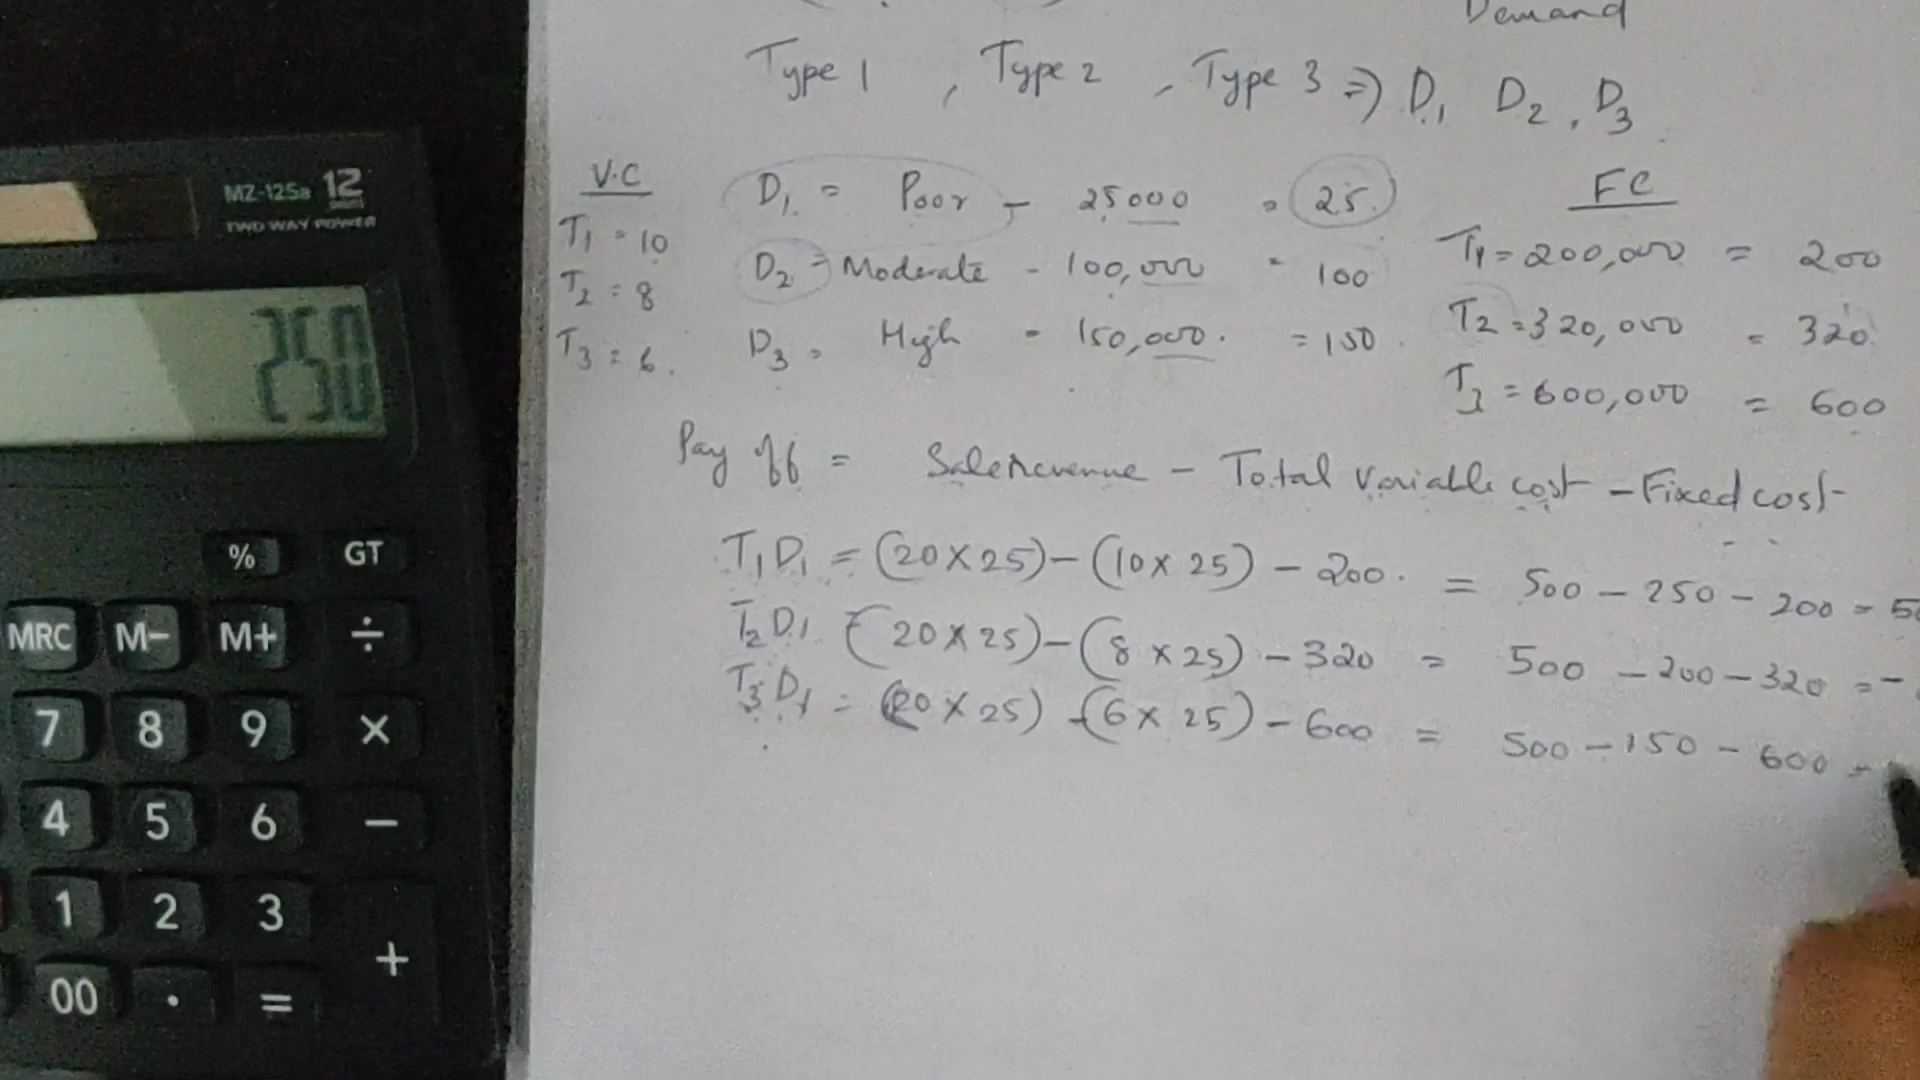 Demand
Type 1 , Type 2 , Type 3 => D1 D2, D3
V.C
T1 = 10
T2 = 8
T3 = 6.
D1 = Poor - 25000 = 25.
D2 = Moderate - 100,000 = 100
D3 = High - 150,000. = 150
FC
T1 = 200,000 = 200
T2 = 320,000 = 320
T3 = 600,000 = 600
Pay off = Sale revenue - Total Variable cost - Fixed cost
T1D1 = (20 x 25) - (10 x 25) - 200. = 500 - 250 - 200 = 5
T2D1 = (20 x 25) - (8 x 25) - 320 = 500 - 200 - 320 = -
T3D1 = (20 x 25) - (6 x 25) - 600 = 500 - 150 - 600 =
MZ-125a 12
TWO WAY POWER
250
% GT
MRC M- M+ ÷
7 8 9 ×
4 5 6 −
1 2 3 +
00 . =